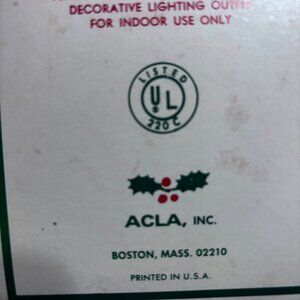 DECORATIVE LIGHTING
FOR INDOOR USE ONLY
LISTED
UL
220 C
ACLA, INC.
BOSTON, MASS. 02210
PRINTED IN U.S.A.